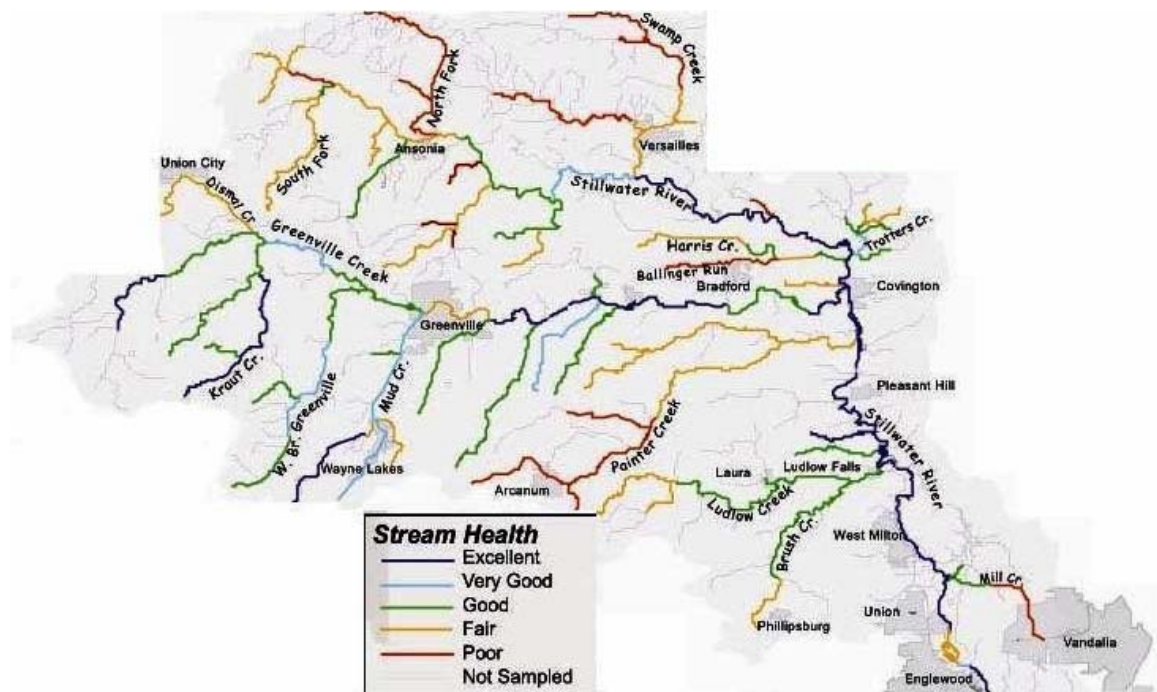 Swamp Creek
North Fork
Ansonia
Versailles
Union City
South Fork
Dismal Cr.
Stillwater River
Greenville Creek
Harris Cr.
Trotters Cr.
Ballinger Run
Bradford
Covington
Greenville
Kraut Cr.
Mud Cr.
Pleasant Hill
W. Br. Greenville
Painter Creek
Stillwater River
Wayne Lakes
Arcanum
Laura
Ludlow Falls
Ludlow Creek
Brush Cr.
West Milton
Mill Cr.
Union
Phillipsburg
Vandalia
Englewood
Stream Health
Excellent
Very Good
Good
Fair
Poor
Not Sampled